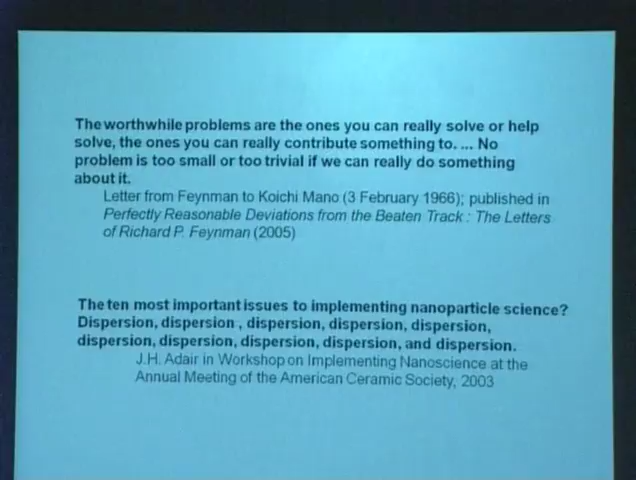 The worthwhile problems are the ones you can really solve or help
solve, the ones you can really contribute something to. ... No
problem is too small or too trivial if we can really do something
about it.
Letter from Feynman to Koichi Mano (3 February 1966); published in
Perfectly Reasonable Deviations from the Beaten Track : The Letters
of Richard P. Feynman (2005)
The ten most important issues to implementing nanoparticle science?
Dispersion, dispersion , dispersion, dispersion, dispersion,
dispersion, dispersion, dispersion, dispersion, and dispersion.
J.H. Adair in Workshop on Implementing Nanoscience at the
Annual Meeting of the American Ceramic Society, 2003